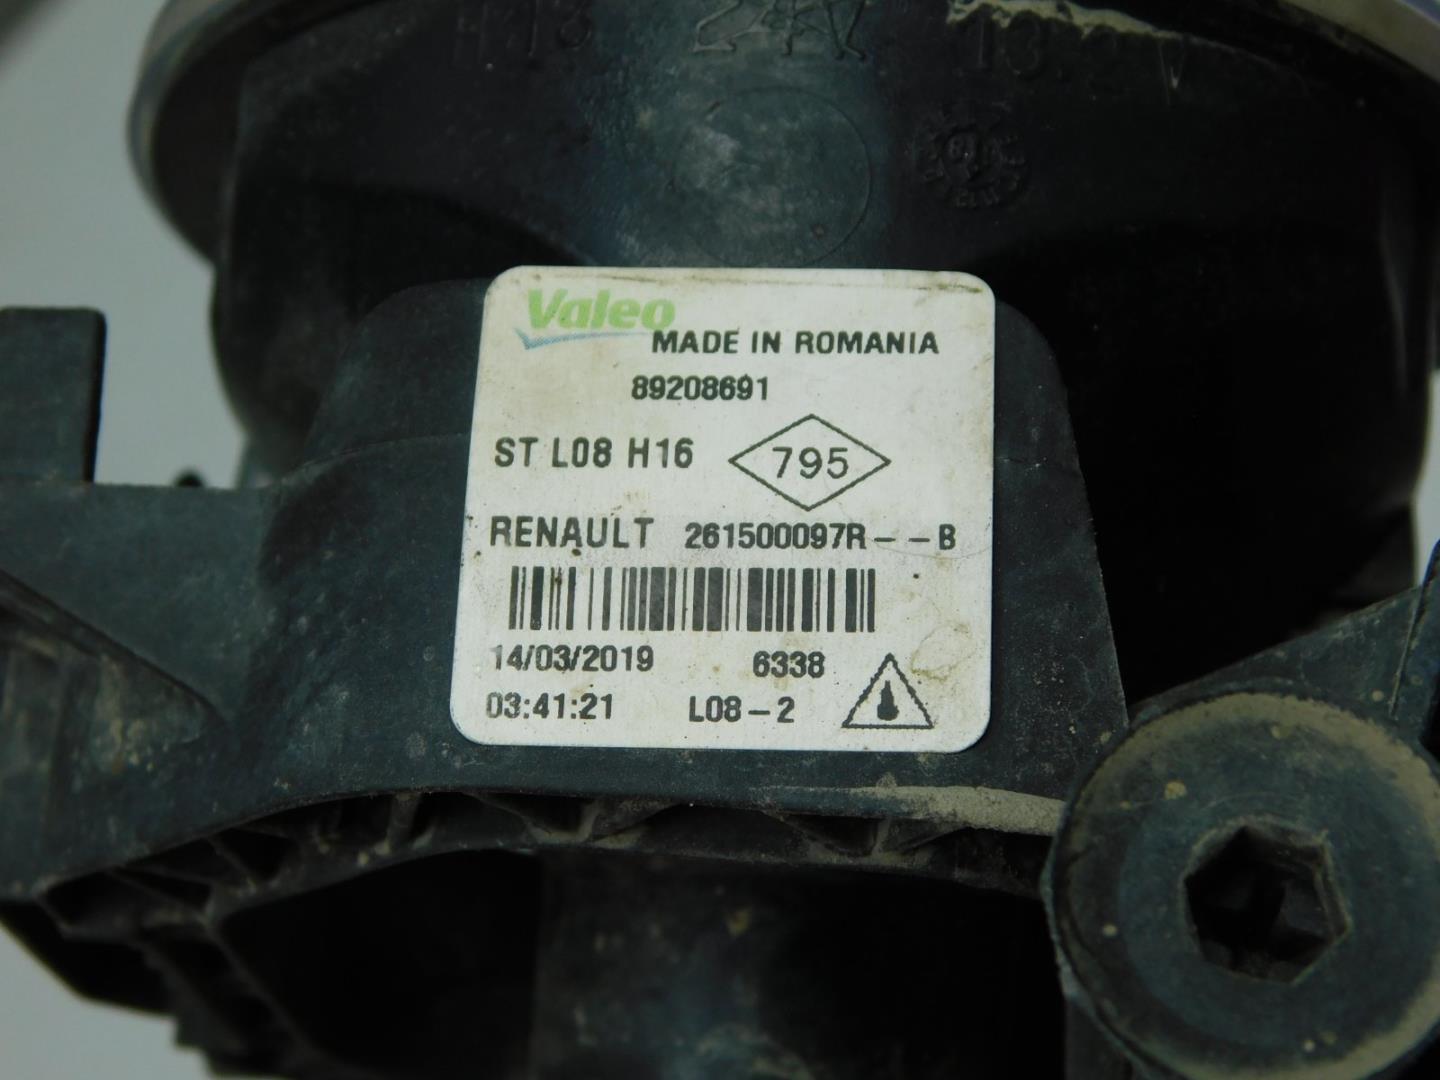 Valeo
MADE IN ROMANIA
89208691
ST L08 H16
795
RENAULT 261500097R--B
14/03/2019 6338
03:41:21 L08-2